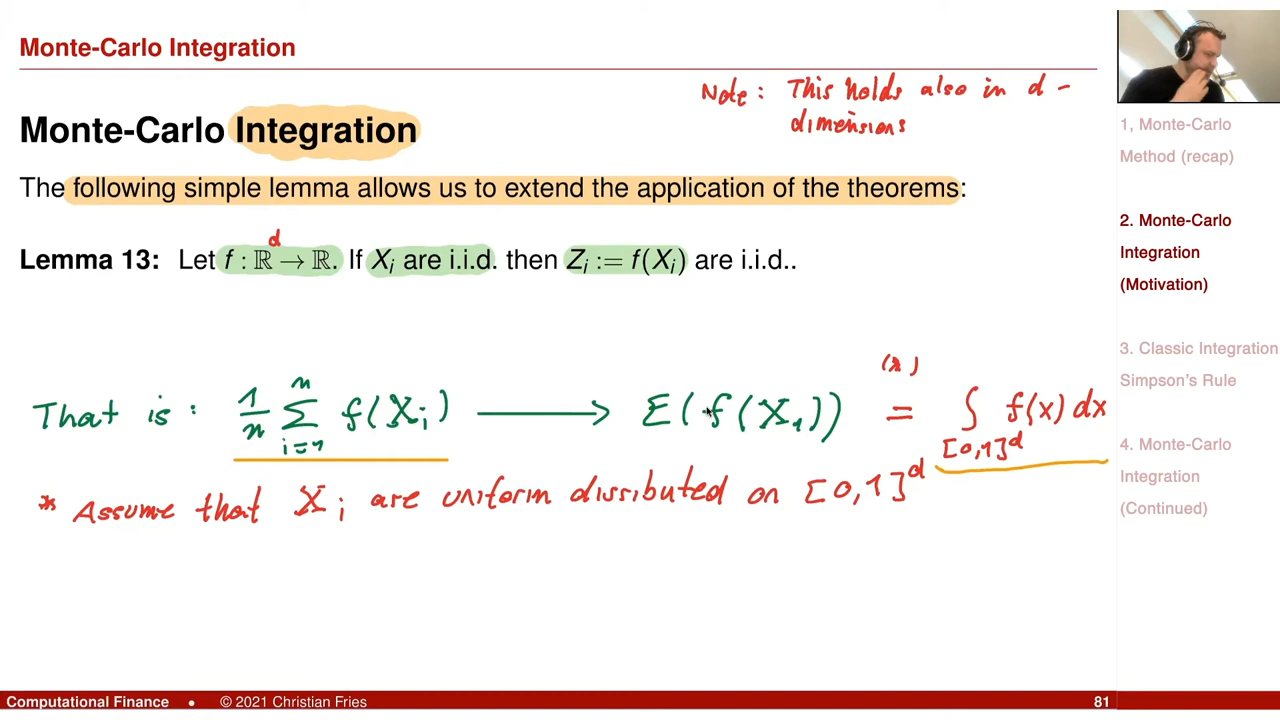 Monte-Carlo Integration
Note: This holds also in d-
dimensions
Monte-Carlo Integration
The following simple lemma allows us to extend the application of the theorems:
d
Lemma 13: Let f : ℝ → ℝ. If Xᵢ are i.i.d. then Zᵢ := f(Xᵢ) are i.i.d..
That is: 1/n ∑ᵢ₌₁ⁿ f(Xᵢ) ⟶ E(f(X₁)) (*) = ∫_[0,1]^d f(x) dx
* Assume that Xᵢ are uniform dissributed on [0,1]^d
1, Monte-Carlo
Method (recap)
2. Monte-Carlo
Integration
(Motivation)
3. Classic Integration
Simpson's Rule
4. Monte-Carlo
Integration
(Continued)
Computational Finance • © 2021 Christian Fries 81